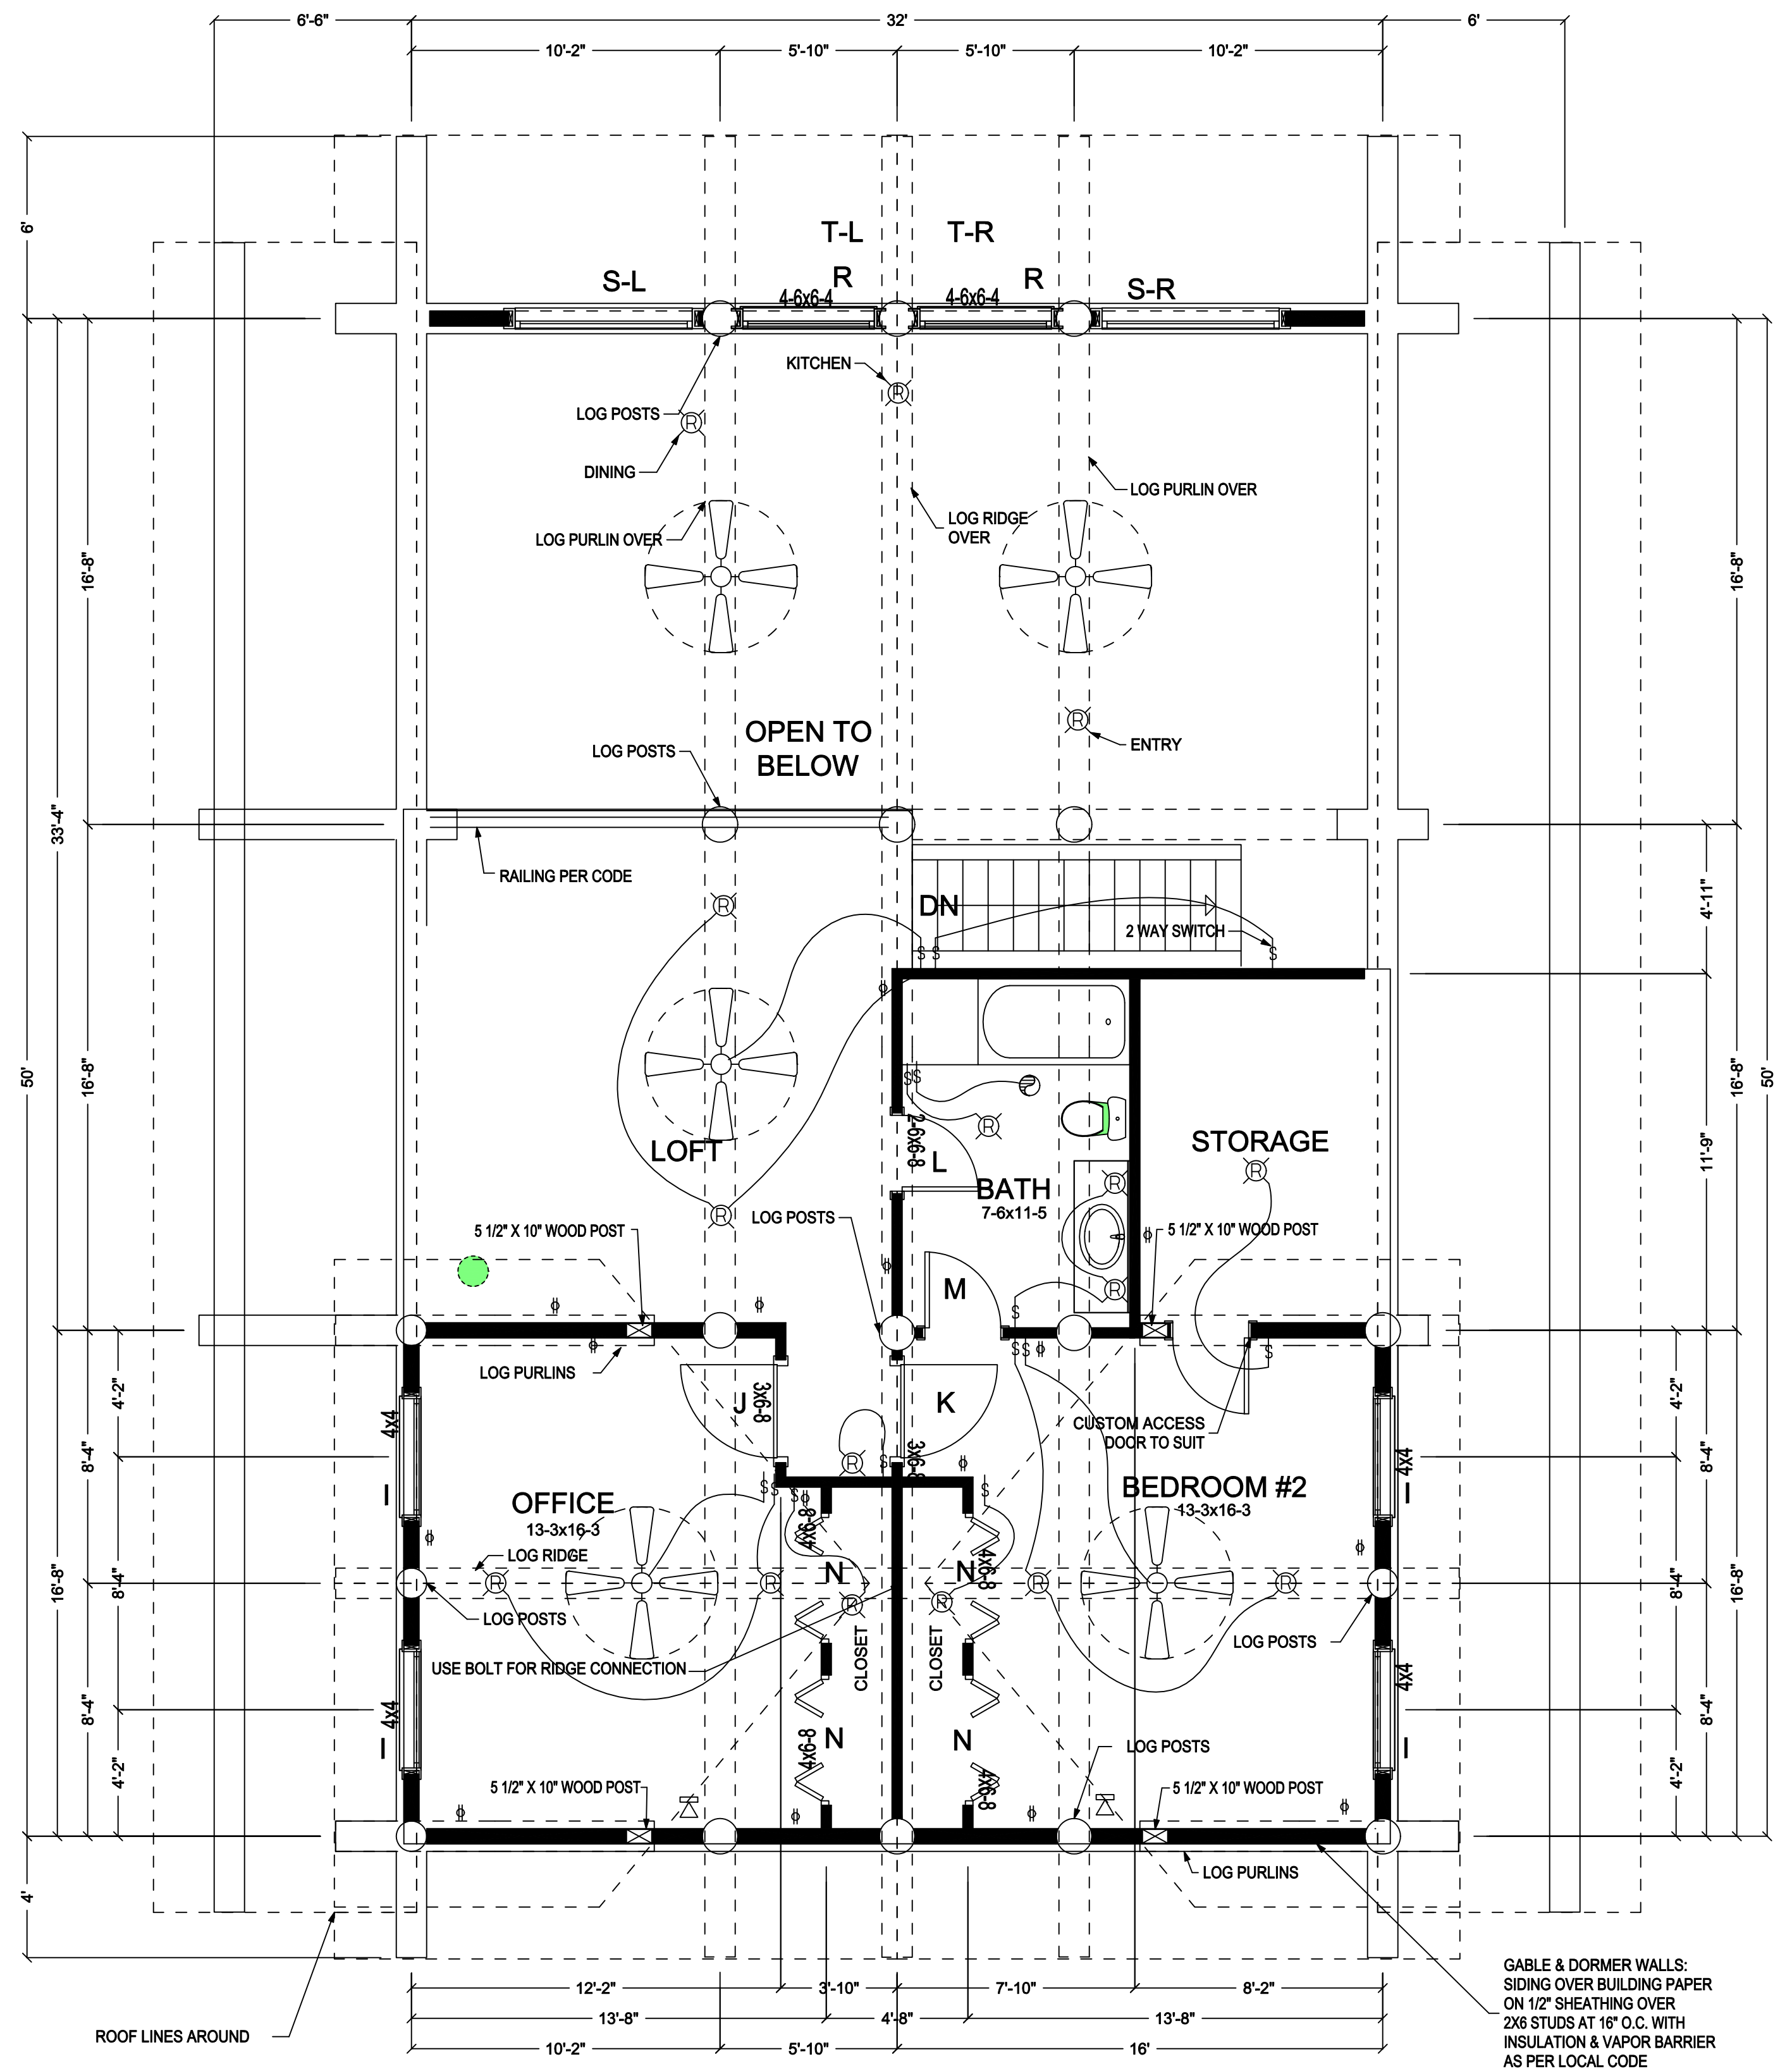 6'-6"
32'
6'
10'-2"
5'-10"
5'-10"
10'-2"
6'
T-L
T-R
S-L
R
R
S-R
4-6x6-4
4-6x6-4
KITCHEN
LOG POSTS
R
R
DINING
LOG PURLIN OVER
LOG RIDGE
OVER
LOG PURLIN OVER
16'-8"
16'-8"
R
OPEN TO
BELOW
ENTRY
LOG POSTS
33'-4"
RAILING PER CODE
R
DN
2 WAY SWITCH
4'-11"
S
S
S
50'
16'-8"
16'-8"
50'
11'-9"
S
S
2-6x6-8
R
LOFT
L
STORAGE
R
BATH
7-6x11-5
R
R
LOG POSTS
5 1/2" X 10" WOOD POST
5 1/2" X 10" WOOD POST
M
R
S
LOG PURLINS
S
S
S
4'-2"
4'-2"
J
3x6-8
K
4x4
CUSTOM ACCESS
DOOR TO SUIT
4x4
8'-4"
8'-4"
R
S
3x6-8
I
OFFICE
13-3x16-3
S
S
S
4x6-8
S
BEDROOM #2
13-3x16-3
I
LOG RIDGE
N
N
4x6-8
R
R
R
R
16'-8"
8'-4"
8'-4"
16'-8"
R
R
LOG POSTS
LOG POSTS
CLOSET
CLOSET
USE BOLT FOR RIDGE CONNECTION
4x4
4x4
8'-4"
8'-4"
I
N
N
I
4x6-8
4x6-8
LOG POSTS
4'-2"
4'-2"
5 1/2" X 10" WOOD POST
5 1/2" X 10" WOOD POST
LOG PURLINS
4'
12'-2"
3'-10"
7'-10"
8'-2"
13'-8"
4'-8"
13'-8"
10'-2"
5'-10"
16'
ROOF LINES AROUND
GABLE & DORMER WALLS:
SIDING OVER BUILDING PAPER
ON 1/2" SHEATHING OVER
2X6 STUDS AT 16" O.C. WITH
INSULATION & VAPOR BARRIER
AS PER LOCAL CODE